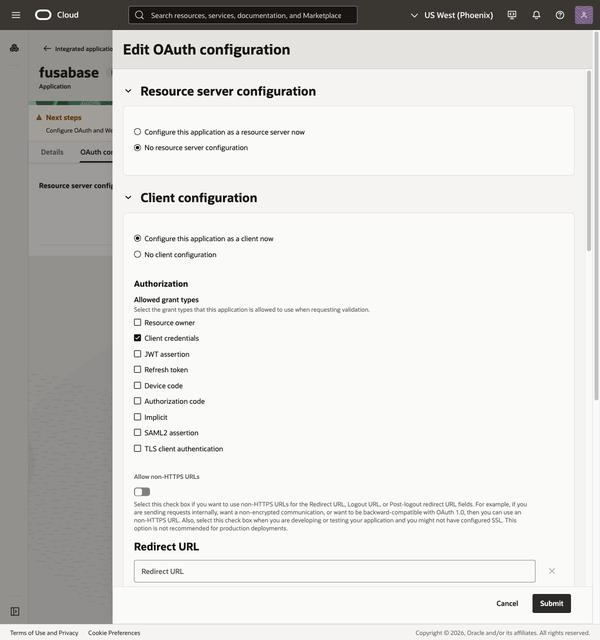 Cloud
Search resources, services, documentation, and Marketplace
US West (Phoenix)
Integrated applicatio
fusabase
Application
Next steps
Configure OAuth and We
Details
OAuth con
Resource server config
Edit OAuth configuration
Resource server configuration
Configure this application as a resource server now
No resource server configuration
Client configuration
Configure this application as a client now
No client configuration
Authorization
Allowed grant types
Select the grant types that this application is allowed to use when requesting validation.
Resource owner
Client credentials
JWT assertion
Refresh token
Device code
Authorization code
Implicit
SAML2 assertion
TLS client authentication
Allow non-HTTPS URLs
Select this check box if you want to use non-HTTPS URLs for the Redirect URL, Logout URL, or Post-logout redirect URL fields. For example, if you
are sending requests internally, want a non-encrypted communication, or want to be backward-compatible with OAuth 1.0, then you can use an
non-HTTPS URL. Also, select this check box when you are developing or testing your application and you might not have configured SSL. This
option is not recommended for production deployments.
Redirect URL
Redirect URL
Cancel
Submit
Terms of Use and Privacy
Cookie Preferences
Copyright © 2026, Oracle and/or its affiliates. All rights reserved.